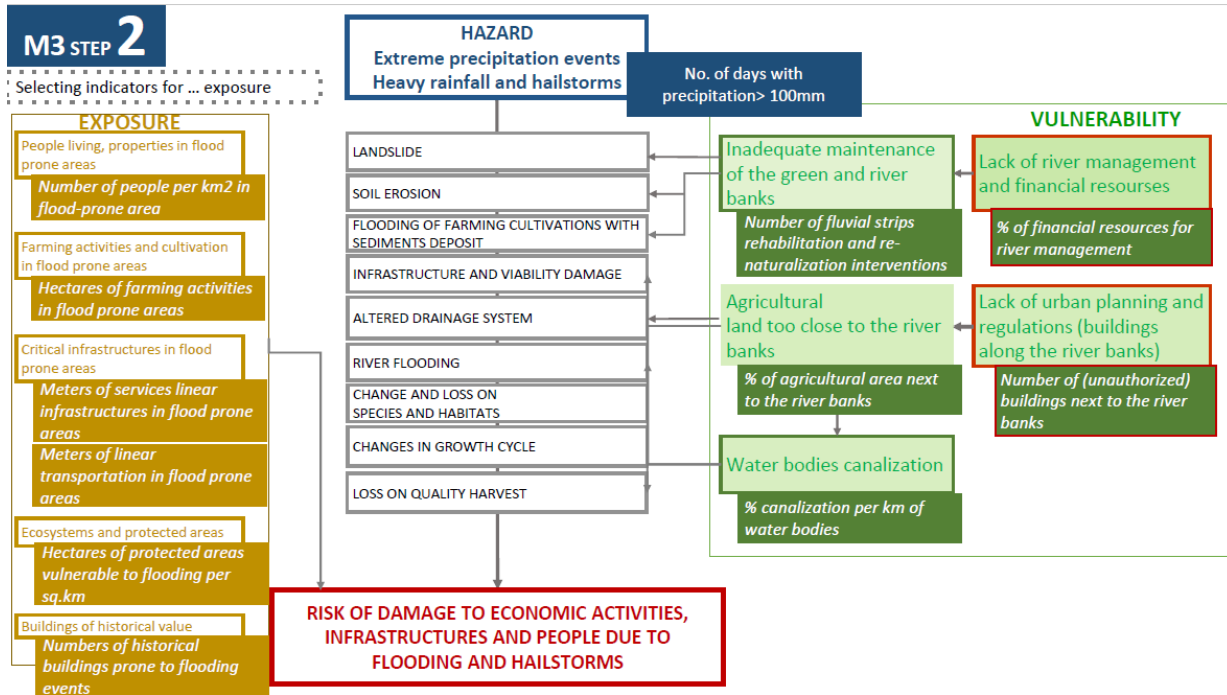 M3 STEP 2
Selecting indicators for ... exposure
HAZARD
Extreme precipitation events
Heavy rainfall and hailstorms
No. of days with
precipitation> 100mm
EXPOSURE
People living, properties in flood
prone areas
Number of people per km2 in
flood-prone area
Farming activities and cultivation
in flood prone areas
Hectares of farming activities
in flood prone areas
Critical infrastructures in flood
prone areas
Meters of services linear
infrastructures in flood prone
areas
Meters of linear
transportation in flood prone
areas
Ecosystems and protected areas
Hectares of protected areas
vulnerable to flooding per
sq.km
Buildings of historical value
Numbers of historical
buildings prone to flooding
events
LANDSLIDE
SOIL EROSION
FLOODING OF FARMING CULTIVATIONS WITH
SEDIMENTS DEPOSIT
INFRASTRUCTURE AND VIABILITY DAMAGE
ALTERED DRAINAGE SYSTEM
RIVER FLOODING
CHANGE AND LOSS ON
SPECIES AND HABITATS
CHANGES IN GROWTH CYCLE
LOSS ON QUALITY HARVEST
RISK OF DAMAGE TO ECONOMIC ACTIVITIES,
INFRASTRUCTURES AND PEOPLE DUE TO
FLOODING AND HAILSTORMS
VULNERABILITY
Inadequate maintenance
of the green and river
banks
Number of fluvial strips
rehabilitation and re-
naturalization interventions
Lack of river management
and financial resourses
% of financial resources for
river management
Agricultural
land too close to the river
banks
% of agricultural area next
to the river banks
Lack of urban planning and
regulations (buildings
along the river banks)
Number of (unauthorized)
buildings next to the river
banks
Water bodies canalization
% canalization per km of
water bodies